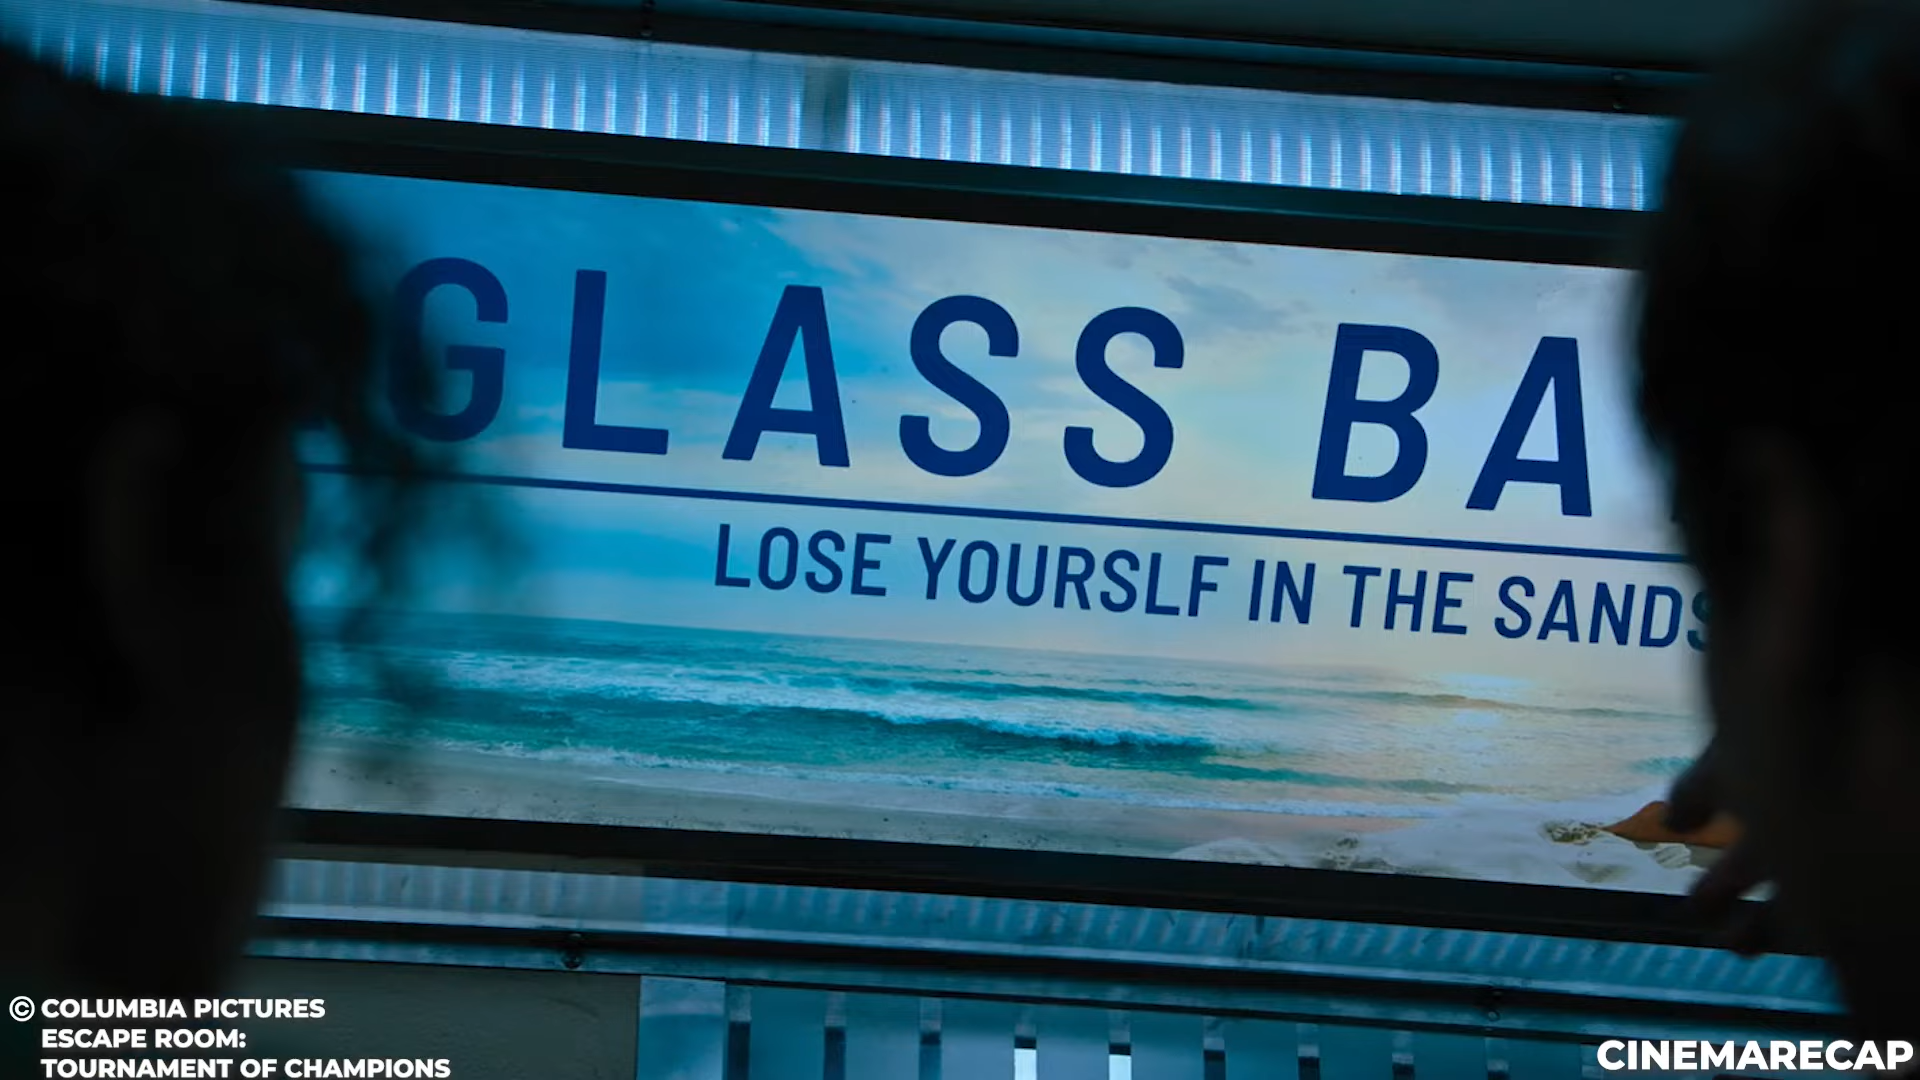 GLASS BA
LOSE YOURSLF IN THE SANDS
© COLUMBIA PICTURES
ESCAPE ROOM:
TOURNAMENT OF CHAMPIONS
CINEMARECAP